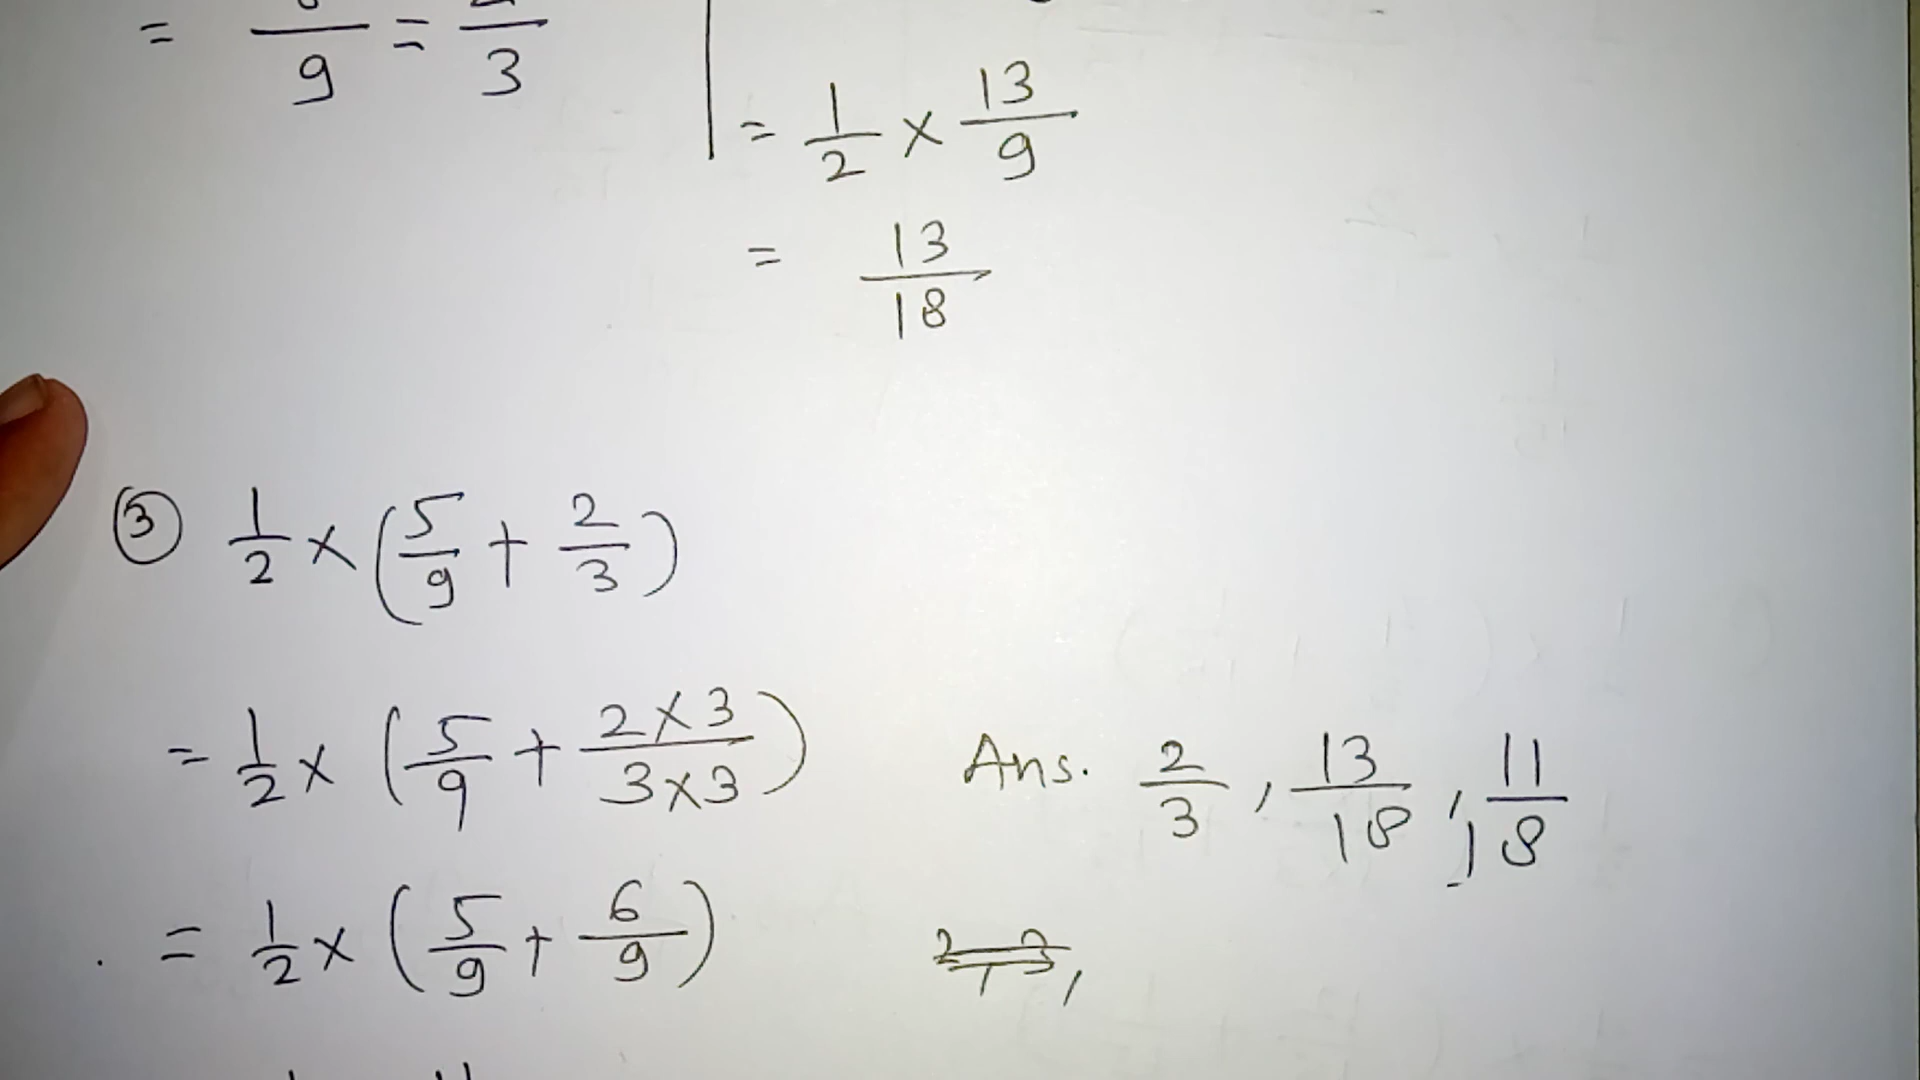 = /9 = /3
= 1/2 × 13/9
= 13/18
③ 1/2 × (5/9 + 2/3)
= 1/2 × (5/9 + 2×3/3×3)
Ans. 2/3, 13/18, 11/18
= 1/2 × (5/9 + 6/9)